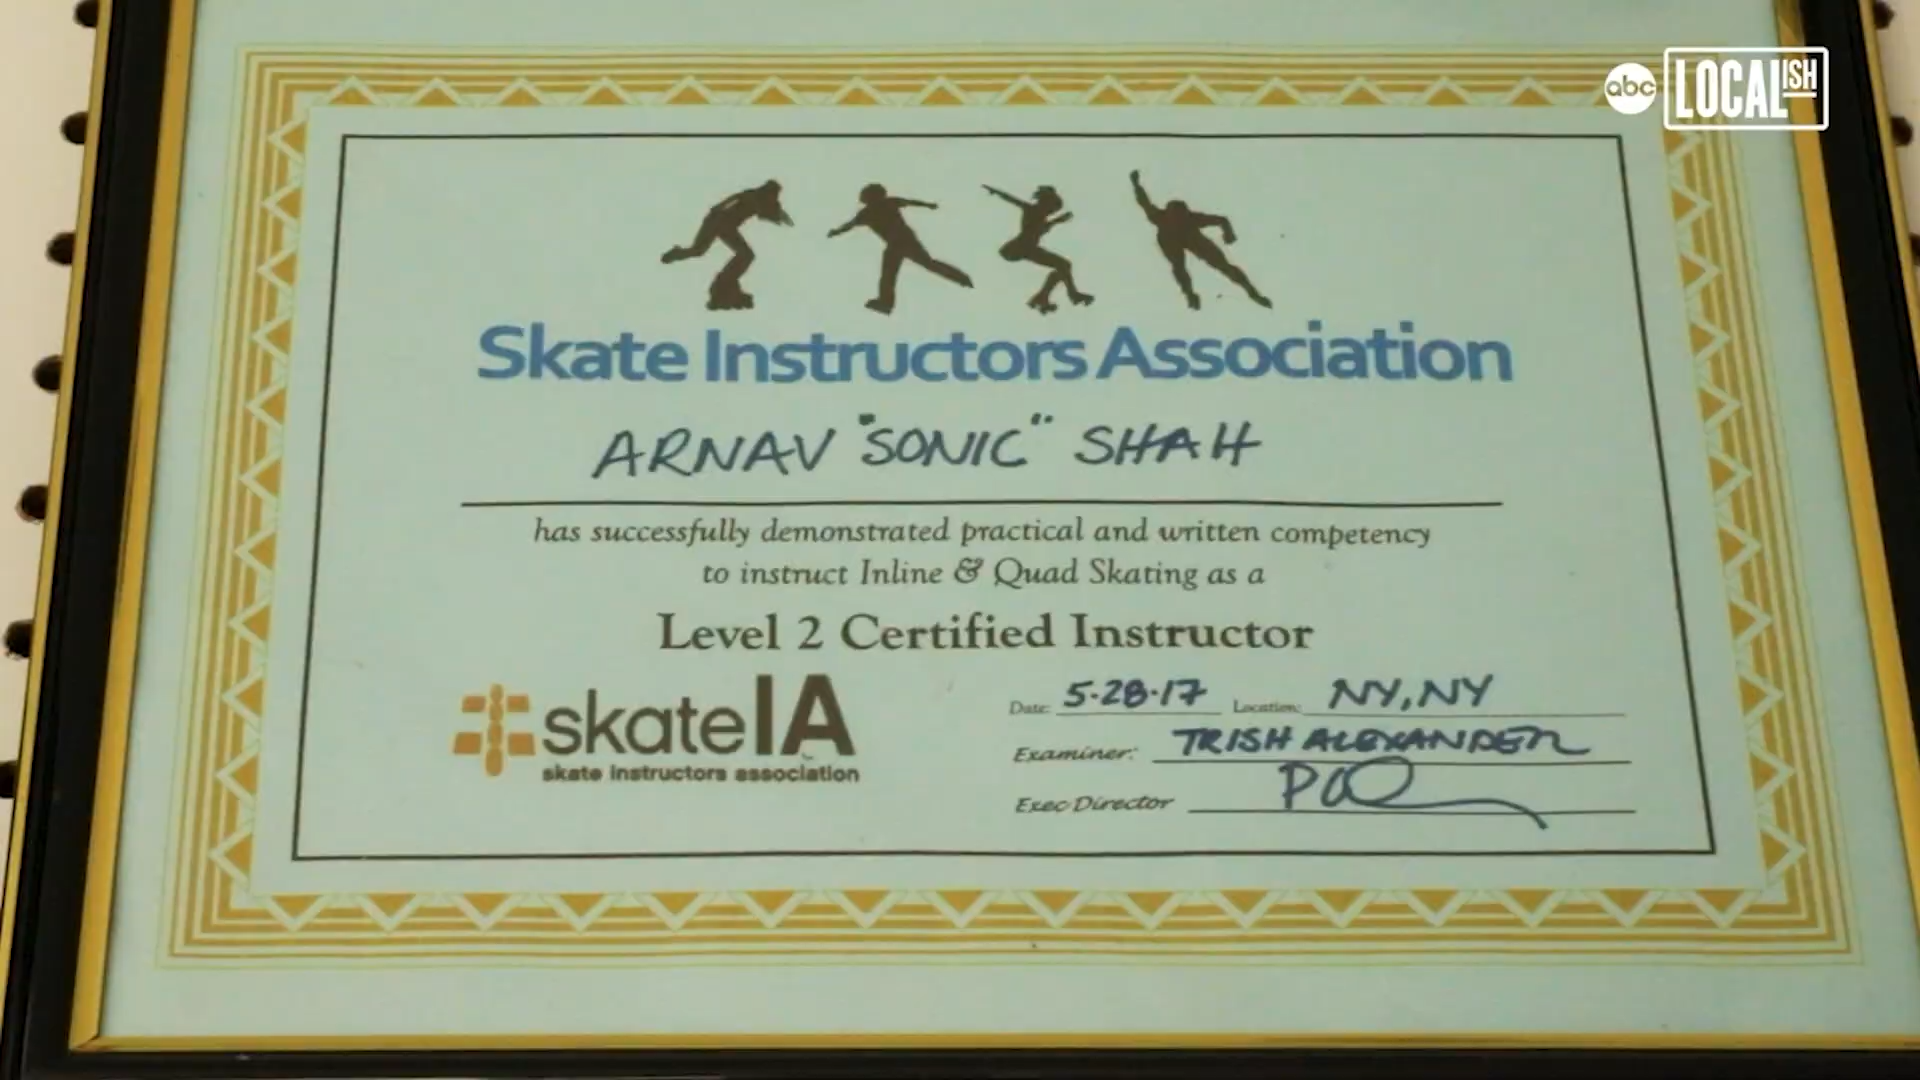 abc LOCALISH
Skate Instructors Association
ARNAV "SONIC" SHAH
has successfully demonstrated practical and written competency
to instruct Inline & Quad Skating as a
Level 2 Certified Instructor
skateIA
skate instructors association
Date: 5-28-17 Location: NY, NY
Examiner: TRISH ALEXANDER
Exec Director